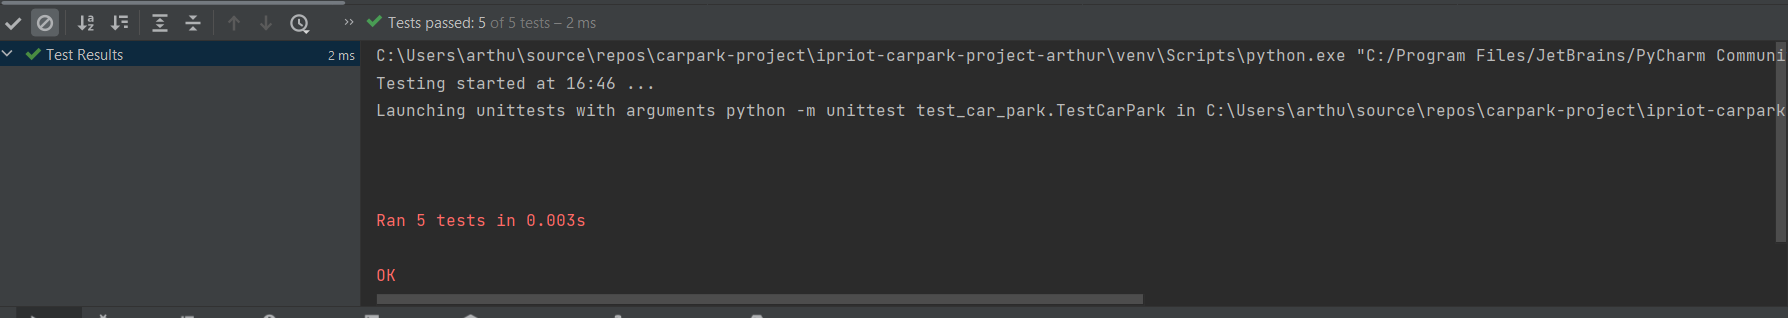 Tests passed: 5 of 5 tests – 2 ms
Test Results 2 ms
C:\Users\arthu\source\repos\carpark-project\ipriot-carpark-project-arthur\venv\Scripts\python.exe "C:/Program Files/JetBrains/PyCharm Communi
Testing started at 16:46 ...
Launching unittests with arguments python -m unittest test_car_park.TestCarPark in C:\Users\arthu\source\repos\carpark-project\ipriot-carpark
Ran 5 tests in 0.003s
OK